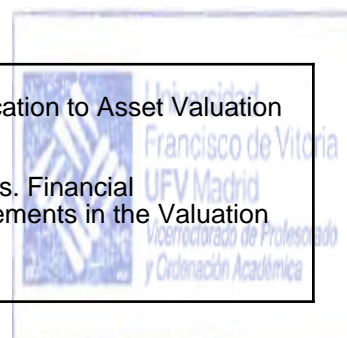 cation to Asset Valuation
s. Financial
ements in the Valuation
Universidad
Francisco de Vitoria
UFV Madrid
Vicerrectorado de Profesorado
y Ordenación Académica